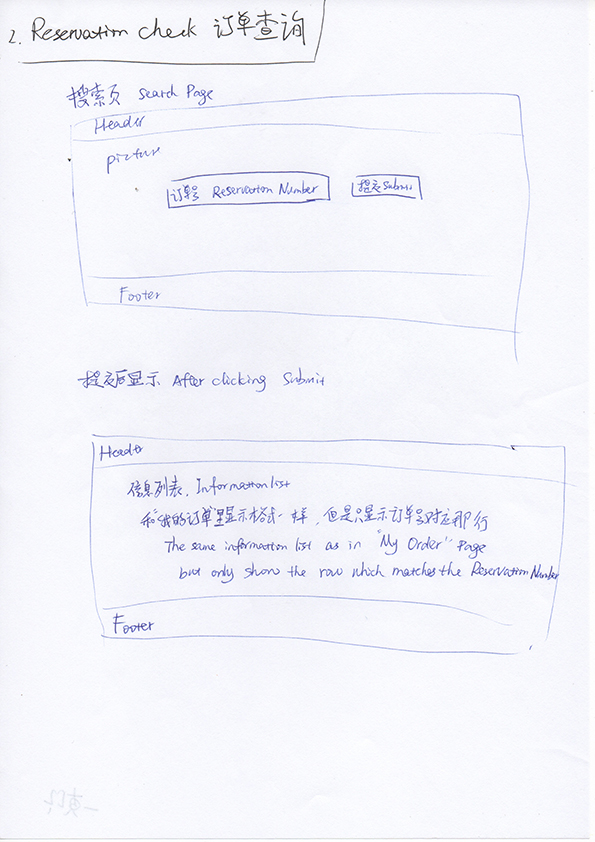 2. Reservation check 订单查询
搜索页 Search Page
Header
picture
订单号 Reservation Number 提交 Submit
Footer
提交后显示 After clicking Submit
Header
信息列表, Information list
和"我的订单"里显示格式一样, 但是只显示订单号对应那行
The same information list as in "My Order" Page
but only show the row which matches the Reservation Number
Footer